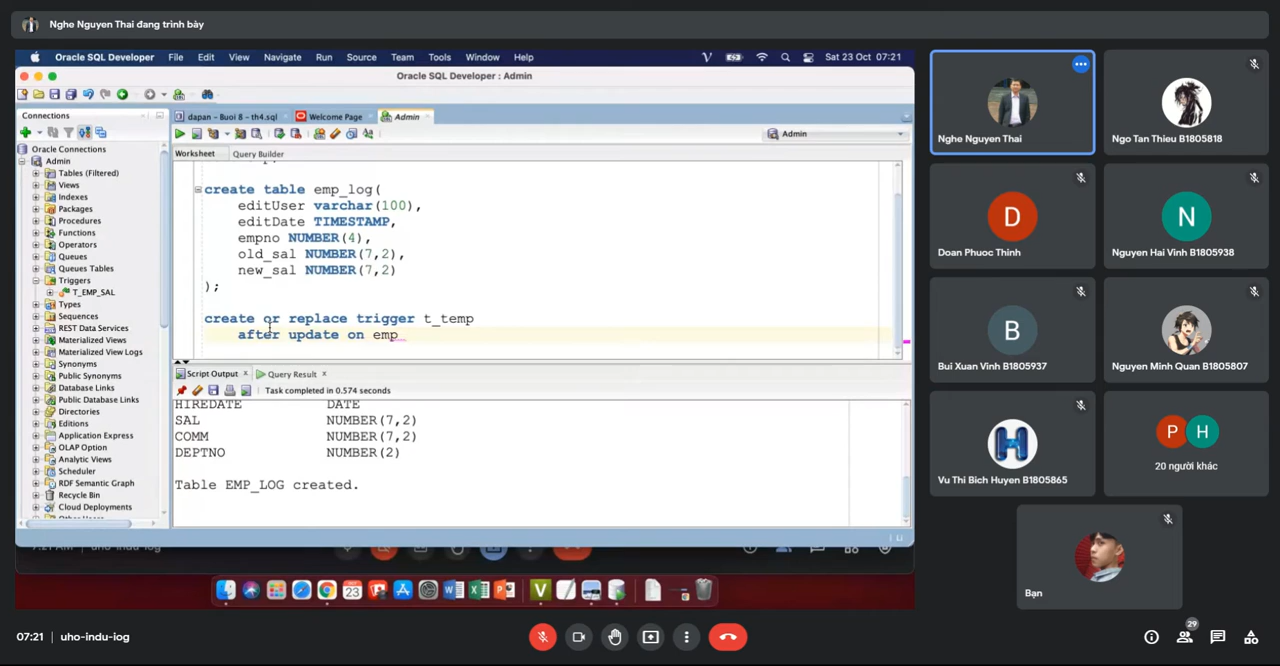 Nghe Nguyen Thai đang trình bày
Oracle SQL Developer File Edit View Navigate Run Source Team Tools Window Help Sat 23 Oct 07:21
Oracle SQL Developer : Admin
Connections
dapan - Buoi 8 - th4.sql Welcome Page Admin
Admin
Worksheet Query Builder
Oracle Connections
Admin
Tables (Filtered)
Views
Indexes
Packages
Procedures
Functions
Operators
Queues
Queues Tables
Triggers
T_EMP_SAL
Types
Sequences
REST Data Services
Materialized Views
Materialized View Logs
Synonyms
Public Synonyms
Database Links
Public Database Links
Directories
Editions
Application Express
OLAP Option
Analytic Views
Scheduler
RDF Semantic Graph
Recycle Bin
Cloud Deployments
create table emp_log(
editUser varchar(100),
editDate TIMESTAMP,
empno NUMBER(4),
old_sal NUMBER(7,2),
new_sal NUMBER(7,2)
);
create or replace trigger t_temp
after update on emp
Script Output Query Result
Task completed in 0.574 seconds
HIREDATE DATE
SAL NUMBER(7,2)
COMM NUMBER(7,2)
DEPTNO NUMBER(2)
Table EMP_LOG created.
7:21 AM uho-indu-iog
23
Nghe Nguyen Thai
Ngo Tan Thieu B1805818
D
Doan Phuoc Thinh
N
Nguyen Hai Vinh B1805938
B
Bui Xuan Vinh B1805937
Nguyen Minh Quan B1805807
Vu Thi Bich Huyen B1805865
P H
20 người khác
Bạn
07:21 uho-indu-iog
29